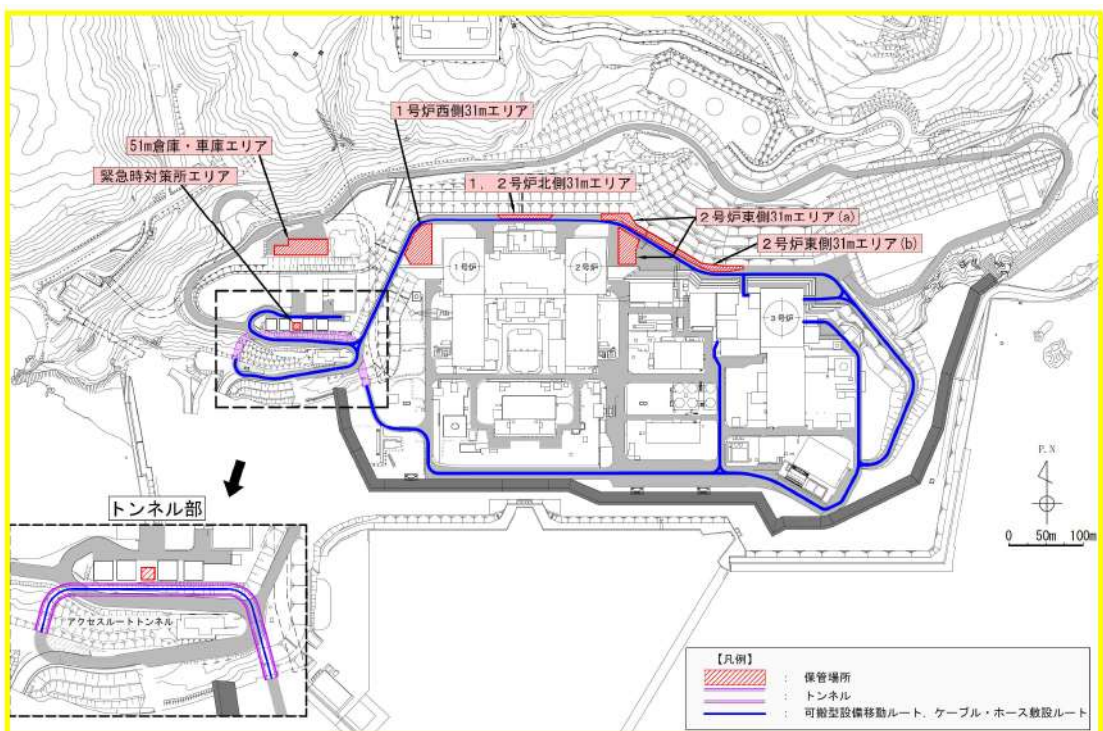 1号炉西側31mエリア
51m倉庫・車庫エリア
緊急時対策所エリア
1,2号炉北側31mエリア
2号炉東側31mエリア(a)
2号炉東側31mエリア(b)
1号炉
2号炉
3号炉
P.N
0 50m 100m
トンネル部
アクセスルートトンネル
【凡例】
: 保管場所
: トンネル
: 可搬型設備移動ルート,ケーブル・ホース敷設ルート